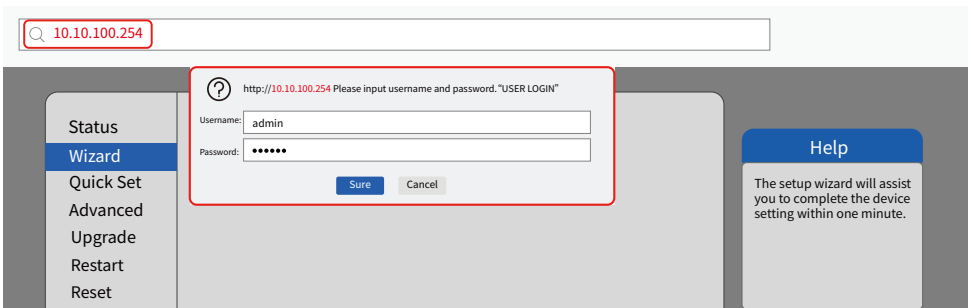 10.10.100.254
http://10.10.100.254 Please input username and password.“USER LOGIN”
Username:
admin
Password:
••••••
Sure
Cancel
Status
Wizard
Quick Set
Advanced
Upgrade
Restart
Reset
Help
The setup wizard will assist
you to complete the device
setting within one minute.